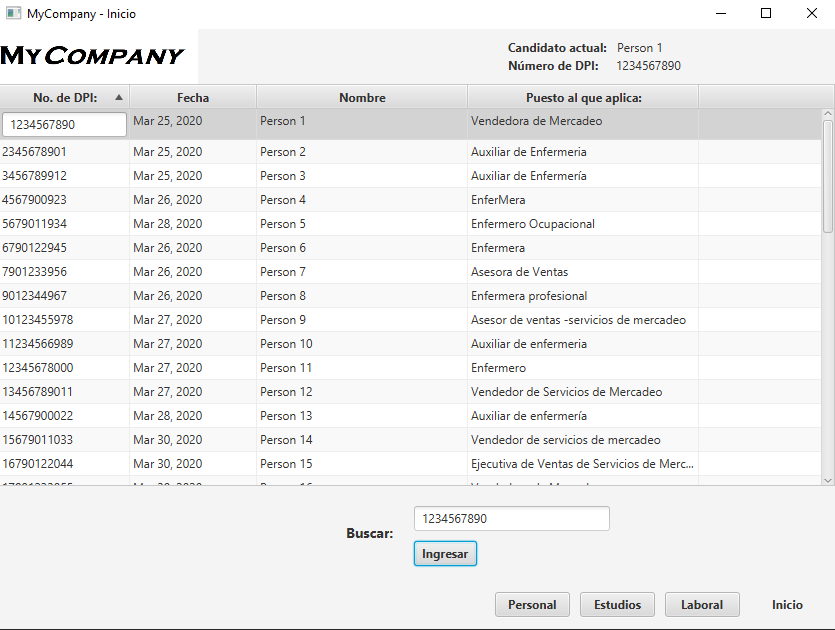 MyCompany - Inicio
MYCOMPANY
Candidato actual: Person 1
Número de DPI: 1234567890
No. de DPI: Fecha Nombre Puesto al que aplica:
1234567890 Mar 25, 2020 Person 1 Vendedora de Mercadeo
2345678901 Mar 25, 2020 Person 2 Auxiliar de Enfermeria
3456789912 Mar 25, 2020 Person 3 Auxiliar de Enfermería
4567900923 Mar 26, 2020 Person 4 EnferMera
5679011934 Mar 28, 2020 Person 5 Enfermero Ocupacional
6790122945 Mar 26, 2020 Person 6 Enfermera
7901233956 Mar 26, 2020 Person 7 Asesora de Ventas
9012344967 Mar 26, 2020 Person 8 Enfermera profesional
10123455978 Mar 27, 2020 Person 9 Asesor de ventas -servicios de mercadeo
11234566989 Mar 27, 2020 Person 10 Auxiliar de enfermeria
12345678000 Mar 27, 2020 Person 11 Enfermero
13456789011 Mar 27, 2020 Person 12 Vendedor de Servicios de Mercadeo
14567900022 Mar 28, 2020 Person 13 Auxiliar de enfermería
15679011033 Mar 30, 2020 Person 14 Vendedor de servicios de mercadeo
16790122044 Mar 30, 2020 Person 15 Ejecutiva de Ventas de Servicios de Merc...
Buscar: 1234567890
Ingresar
Personal Estudios Laboral Inicio